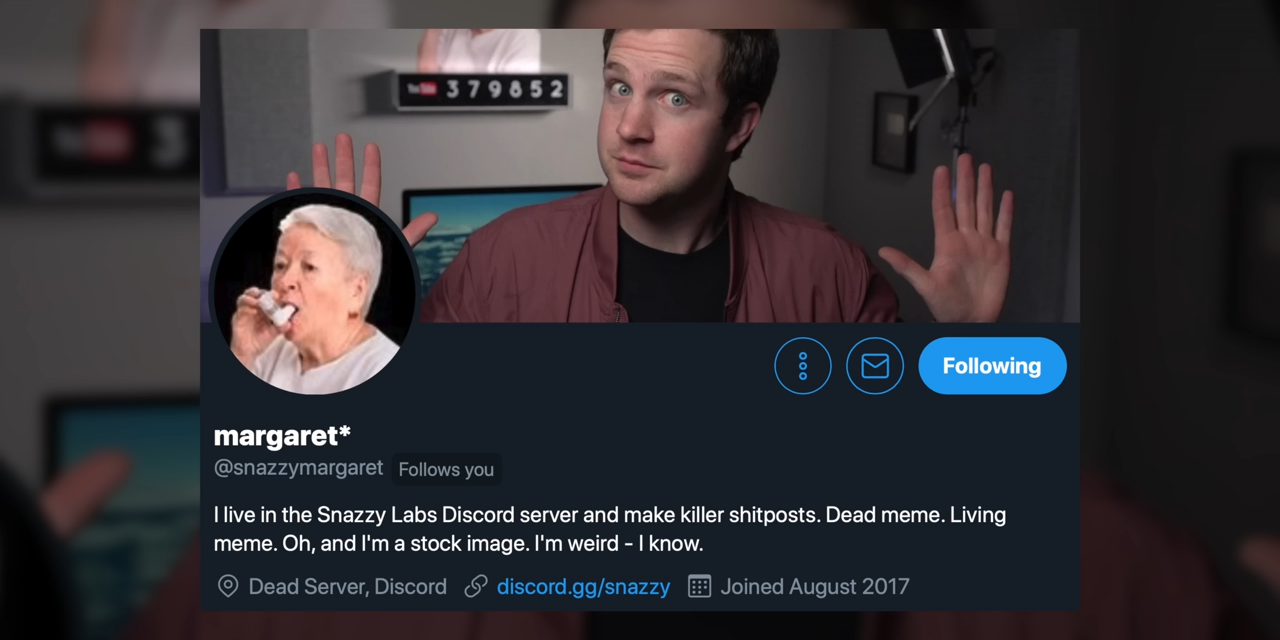 YouTube 379852
Following
margaret*
@snazzymargaret Follows you
I live in the Snazzy Labs Discord server and make killer shitposts. Dead meme. Living
meme. Oh, and I'm a stock image. I'm weird - I know.
Dead Server, Discord discord.gg/snazzy Joined August 2017